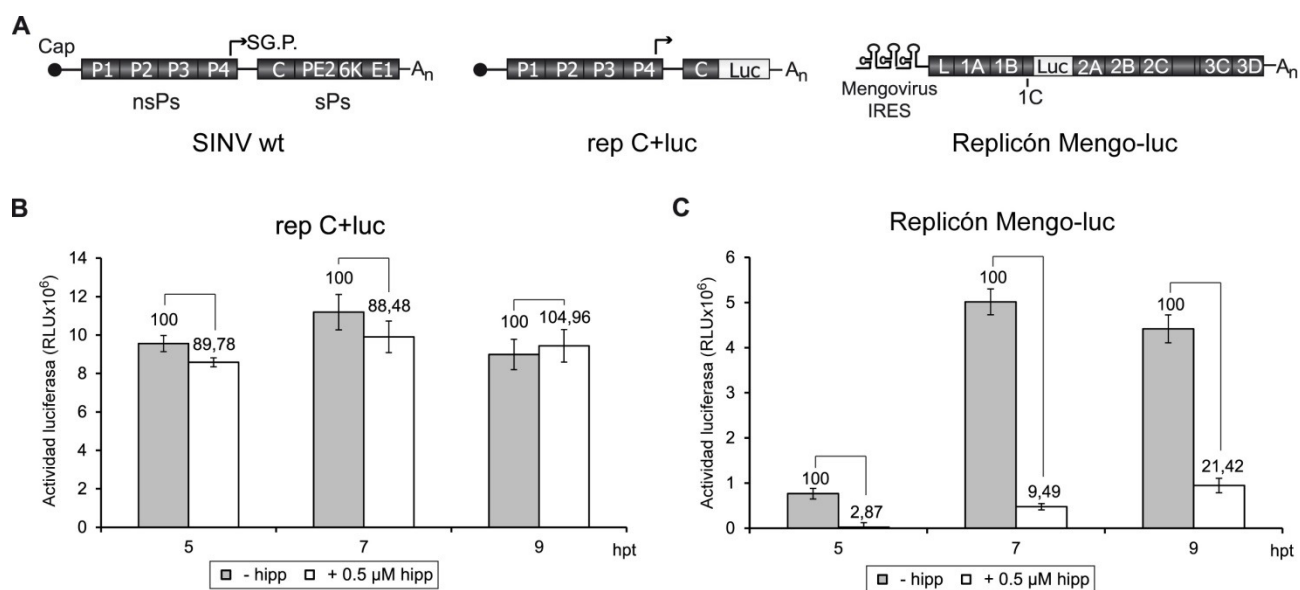 A
Cap
SG.P.
P1 P2 P3 P4 C PE2 6K E1 An
nsPs sPs
SINV wt
P1 P2 P3 P4 C Luc An
rep C+luc
L 1A 1B Luc 2A 2B 2C 3C 3D An
Mengovirus
IRES
1C
Replicón Mengo-luc
B
rep C+luc
Actividad luciferasa (RLUx10⁶)
14
12
10
8
6
4
2
0
100
89,78
100
88,48
100
104,96
5 7 9 hpt
- hipp + 0.5 µM hipp
C
Replicón Mengo-luc
Actividad luciferasa (RLUx10⁶)
6
5
4
3
2
1
0
100
2,87
100
9,49
100
21,42
5 7 9 hpt
- hipp + 0.5 µM hipp